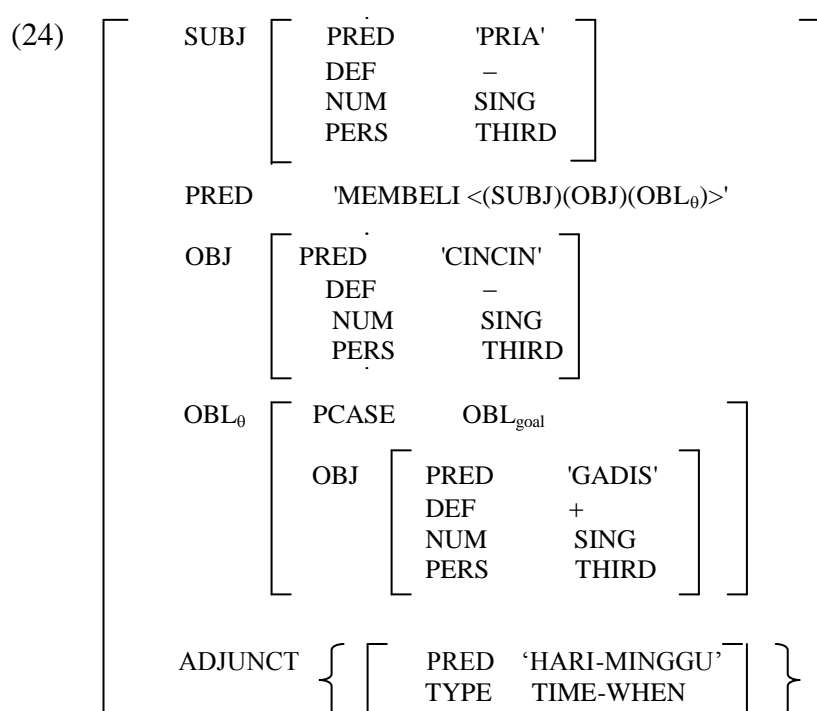 (24) SUBJ PRED 'PRIA'
DEF –
NUM SING
PERS THIRD
PRED 'MEMBELI <(SUBJ)(OBJ)(OBLθ)>'
OBJ PRED 'CINCIN'
DEF –
NUM SING
PERS THIRD
OBLθ PCASE OBLgoal
OBJ PRED 'GADIS'
DEF +
NUM SING
PERS THIRD
ADJUNCT { PRED ‘HARI-MINGGU’ }
TYPE TIME-WHEN